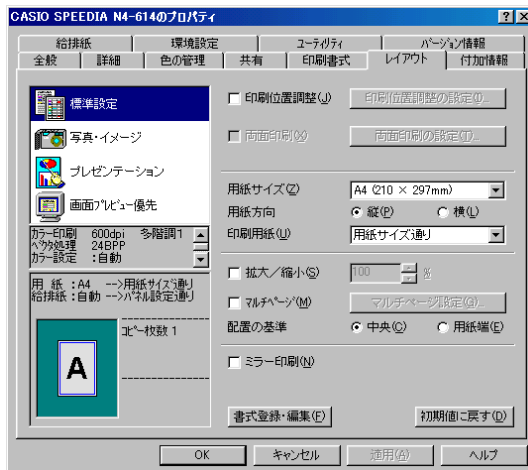 CASIO SPEEDIA N4-614のプロパティ
給排紙 環境設定 ユーティリティ バージョン情報
全般 詳細 色の管理 共有 印刷書式 レイアウト 付加情報
標準設定
写真・イメージ
プレゼンテーション
画面プレビュー優先
カラー印刷 600dpi 多階調1
ベクタ処理 24BPP
カラー設定 :自動
用 紙 :A4 -->用紙サイズ通り
給排紙 :自動 -->パネル設定通り
コピー枚数 1
A
印刷位置調整(J) 印刷位置調整の設定(I)...
両面印刷(X) 両面印刷の設定(T)...
用紙サイズ(Z) A4 (210 × 297mm)
用紙方向 縦(P) 横(L)
印刷用紙(U) 用紙サイズ通り
拡大/縮小(S) 100 %
マルチページ(M) マルチページ設定(G)...
配置の基準 中央(C) 用紙端(E)
ミラー印刷(N)
書式登録・編集(F) 初期値に戻す(D)
OK キャンセル 適用(A) ヘルプ